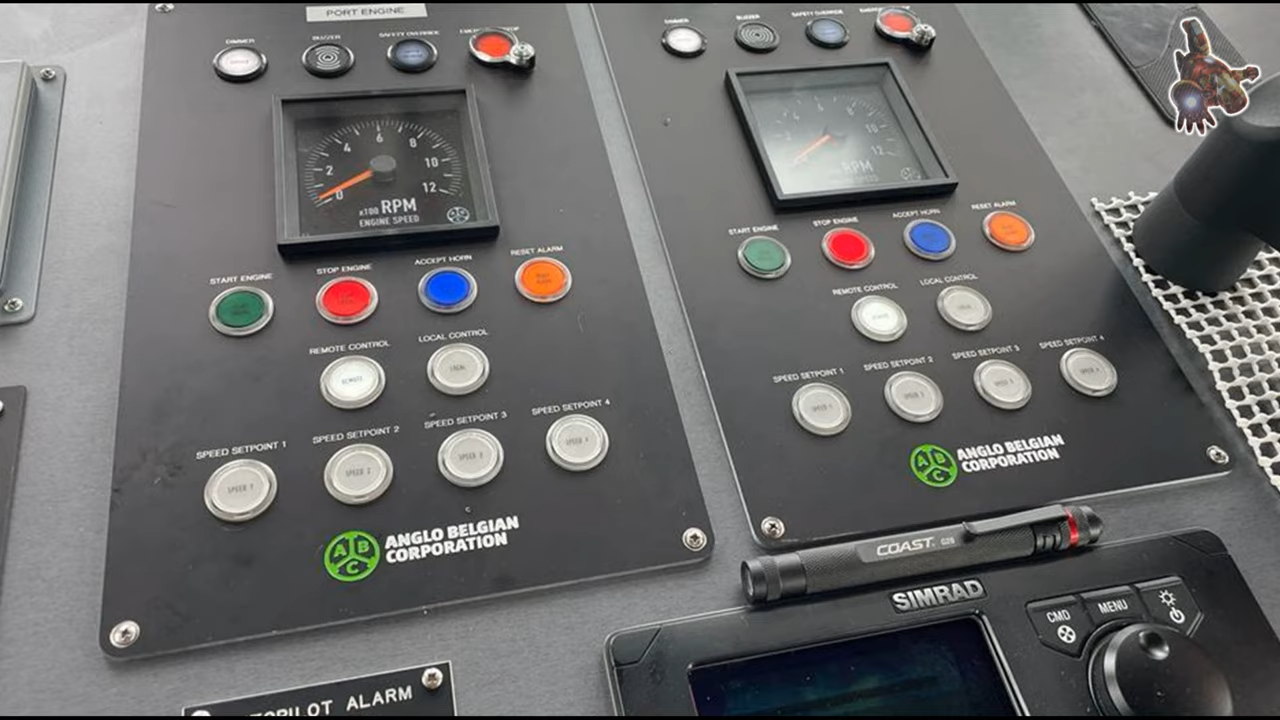 PORT ENGINE
DIMMER
BUZZER
SAFETY OVERRIDE
0
2
4
6
8
10
12
x100 RPM
ENGINE SPEED
START ENGINE
STOP ENGINE
ACCEPT HORN
RESET ALARM
REMOTE CONTROL
LOCAL CONTROL
REMOTE
LOCAL
SPEED SETPOINT 1
SPEED SETPOINT 2
SPEED SETPOINT 3
SPEED SETPOINT 4
SPEED 1
SPEED 2
SPEED 3
SPEED 4
ABC
ANGLO BELGIAN
CORPORATION
DIMMER
BUZZER
SAFETY OVERRIDE
4
6
8
10
12
RPM
START ENGINE
STOP ENGINE
ACCEPT HORN
RESET ALARM
REMOTE CONTROL
LOCAL CONTROL
SPEED SETPOINT 1
SPEED SETPOINT 2
SPEED SETPOINT 3
SPEED SETPOINT 4
ABC
ANGLO BELGIAN
CORPORATION
COAST
SIMRAD
CMD
MENU
ALARM